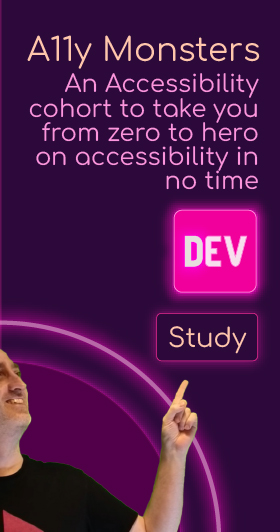 A11y Monsters
An Accessibility
cohort to take you
from zero to hero
on accessibility in
no time
DEV
Study